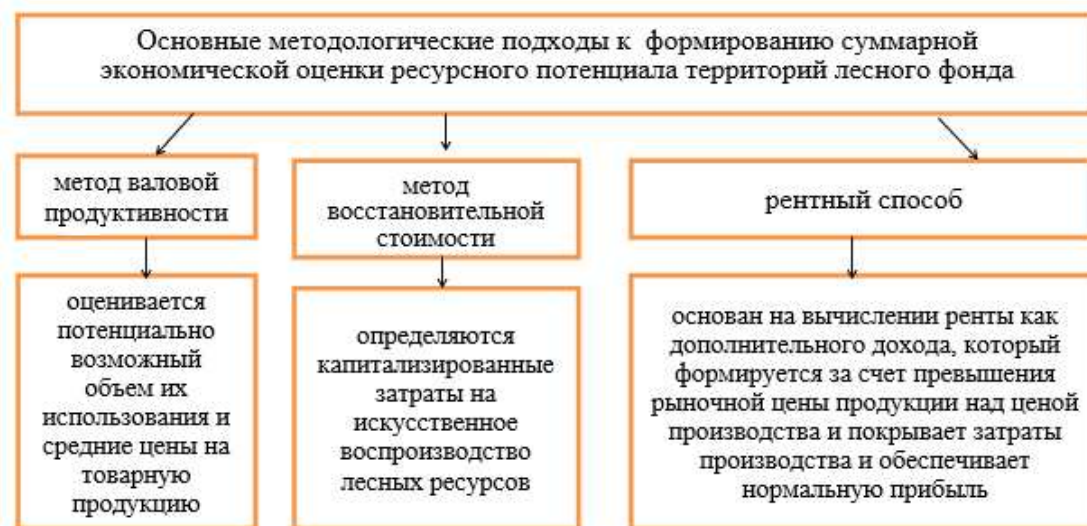 Основные методологические подходы к формированию суммарной
экономической оценки ресурсного потенциала территорий лесного фонда
метод валовой
продуктивности
метод
восстановительной
стоимости
рентный способ
оценивается
потенциально
возможный
объем их
использования и
средние цены на
товарную
продукцию
определяются
капитализированные
затраты на
искусственное
воспроизводство
лесных ресурсов
основан на вычислении ренты как
дополнительного дохода, который
формируется за счет превышения
рыночной цены продукции над ценой
производства и покрывает затраты
производства и обеспечивает
нормальную прибыль